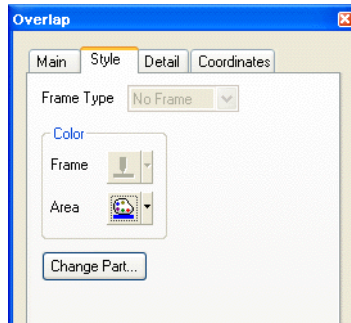 Overlap
Main Style Detail Coordinates
Frame Type No Frame
Color
Frame
Area
Change Part...